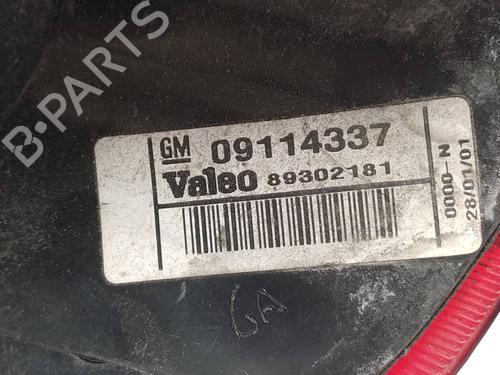 GM 09114337
Valeo 89302181
0000-N
28/01/01
GA
B-Parts